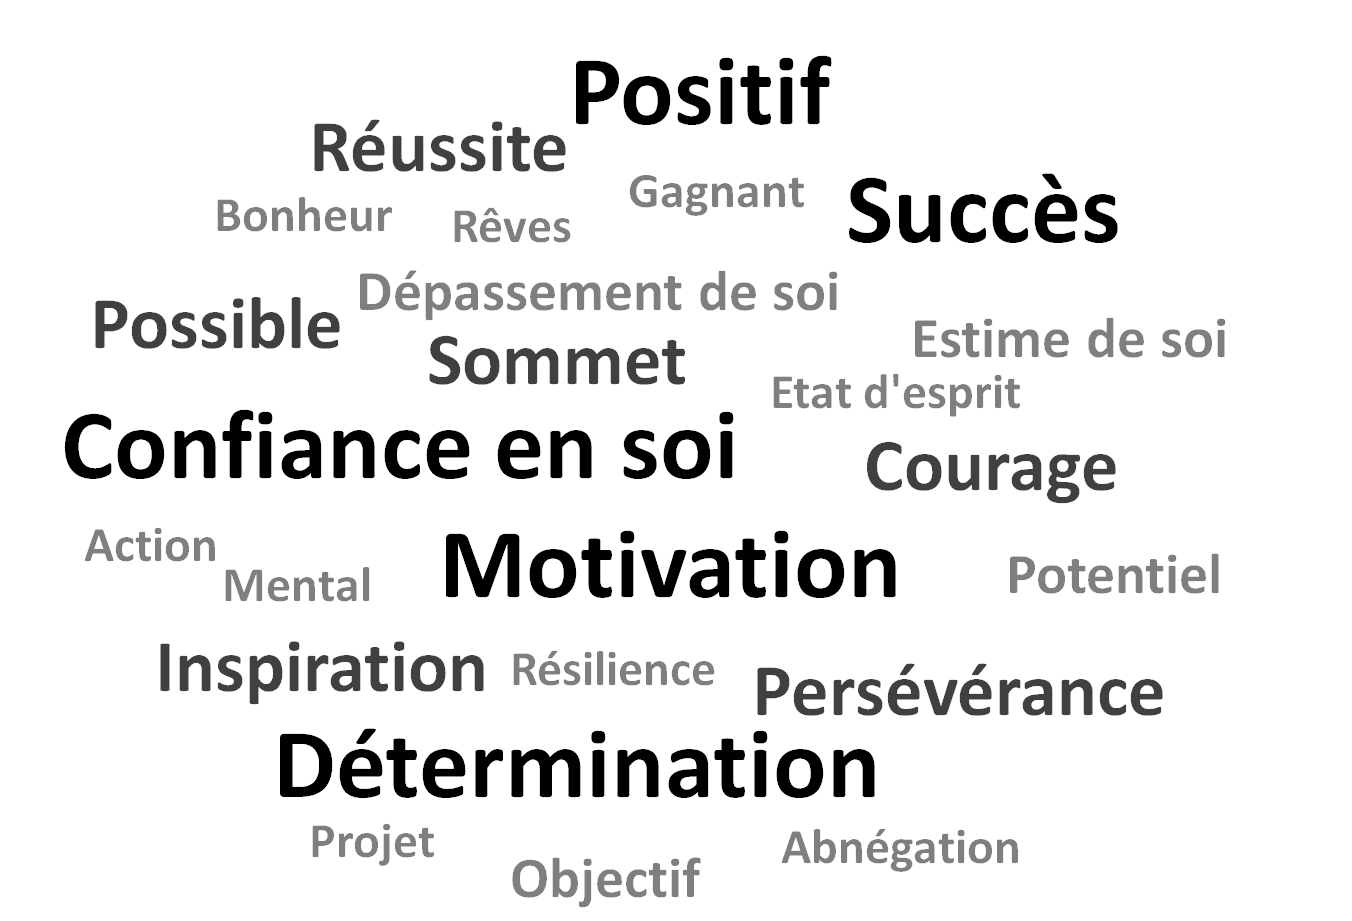 Positif
Réussite
Gagnant
Succès
Bonheur
Rêves
Dépassement de soi
Possible
Estime de soi
Sommet
Etat d'esprit
Confiance en soi
Courage
Action
Motivation
Potentiel
Mental
Inspiration
Résilience
Persévérance
Détermination
Projet
Abnégation
Objectif